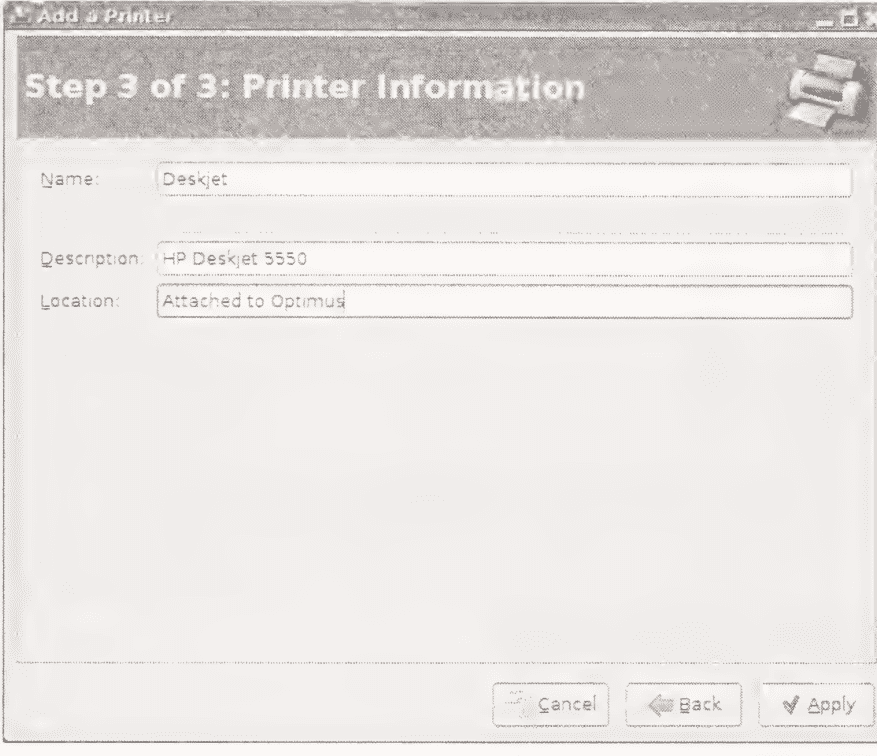 Add a Printer
Step 3 of 3: Printer Information
Name: Deskjet
Description: HP Deskjet 5550
Location: Attached to Optimus
Cancel Back Apply